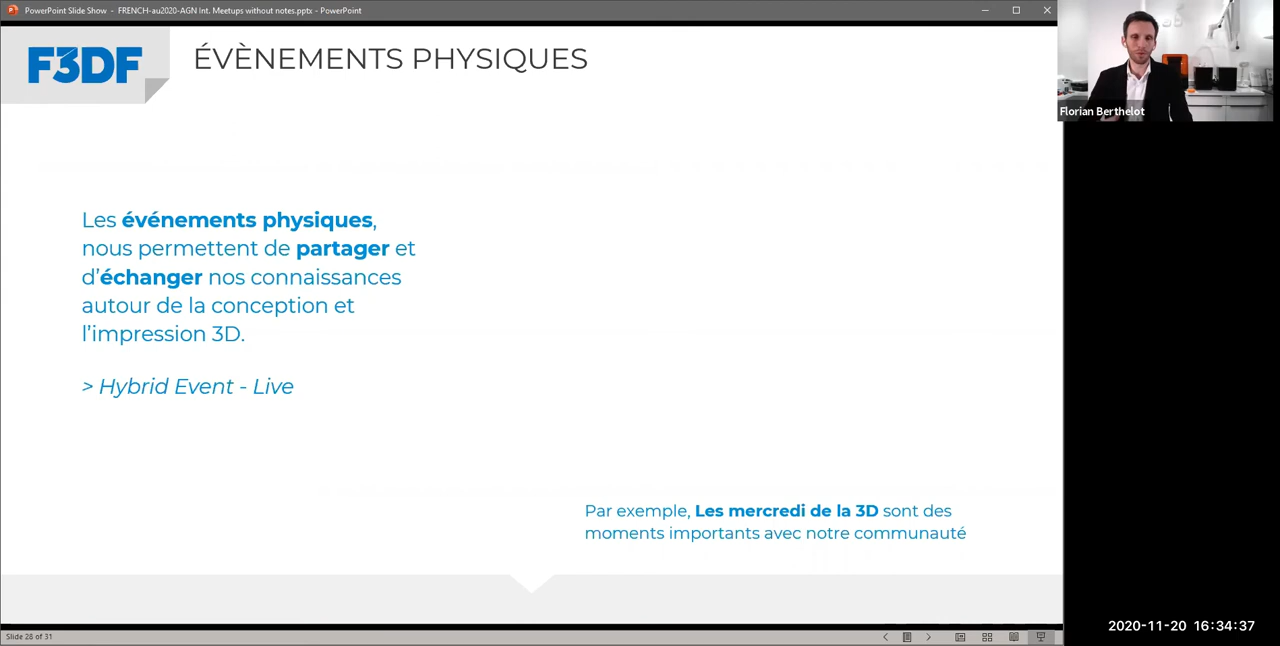 PowerPoint Slide Show - FRENCH-au2020-AGN Int. Meetups without notes.pptx - PowerPoint
F3DF
ÉVÈNEMENTS PHYSIQUES
Florian Berthelot
Les événements physiques,
nous permettent de partager et
d'échanger nos connaissances
autour de la conception et
l'impression 3D.
> Hybrid Event - Live
Par exemple, Les mercredi de la 3D sont des
moments importants avec notre communauté
Slide 28 of 31
2020-11-20 16:34:37